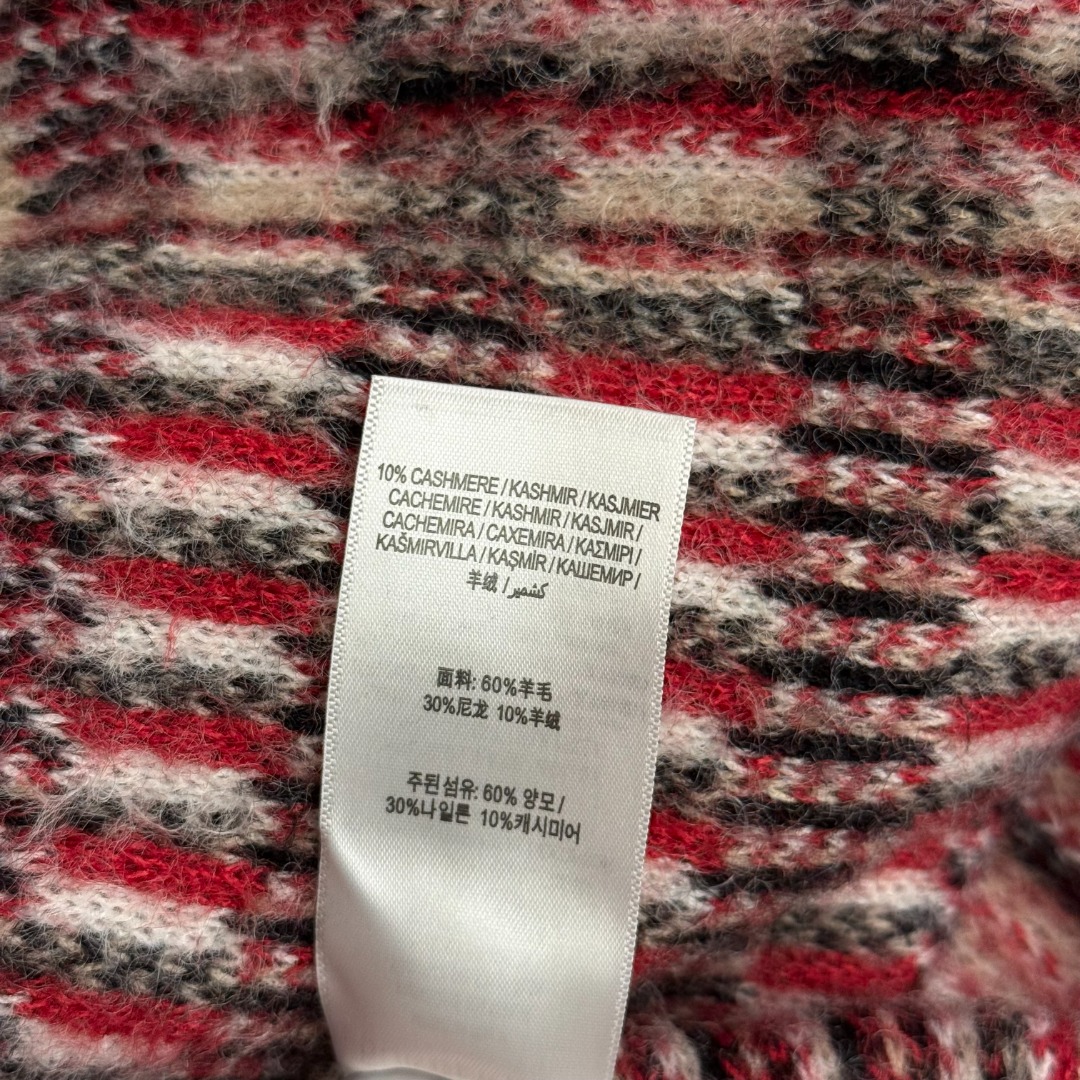 10% CASHMERE / KASHMIR / KASJMIER
CACHEMIRE / KASHMIR / KASJMIR /
CACHEMIRA / CAXEMIRA / ΚΑΣΜΙΡΙ /
KAŠMIRVILLA / KAŞMİR / КАШЕМИР /
羊绒 / كشمير
面料: 60%羊毛
30%尼龙 10%羊绒
주된섬유: 60% 양모 /
30%나일론 10%캐시미어